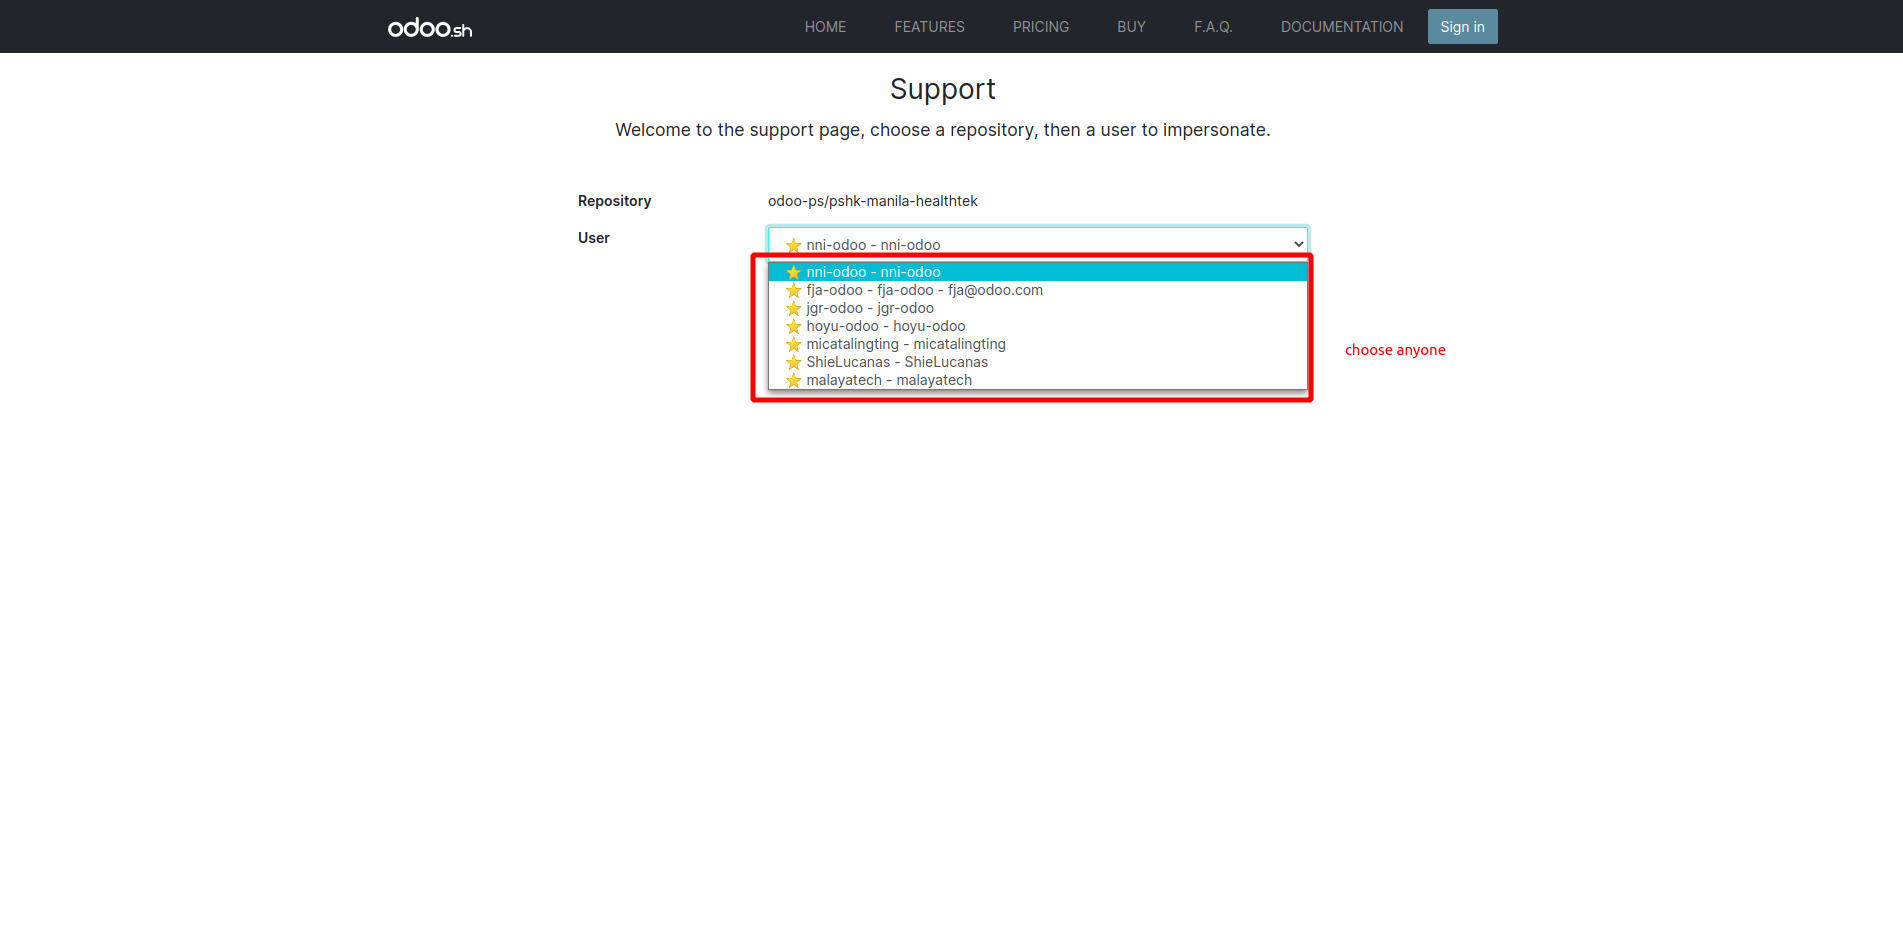 odoo.sh HOME FEATURES PRICING BUY F.A.Q. DOCUMENTATION Sign in
Support
Welcome to the support page, choose a repository, then a user to impersonate.
Repository odoo-ps/pshk-manila-healthtek
User nni-odoo - nni-odoo
nni-odoo - nni-odoo
fja-odoo - fja-odoo - fja@odoo.com
jgr-odoo - jgr-odoo
hoyu-odoo - hoyu-odoo
micatalingting - micatalingting
choose anyone
ShieLucanas - ShieLucanas
malayatech - malayatech